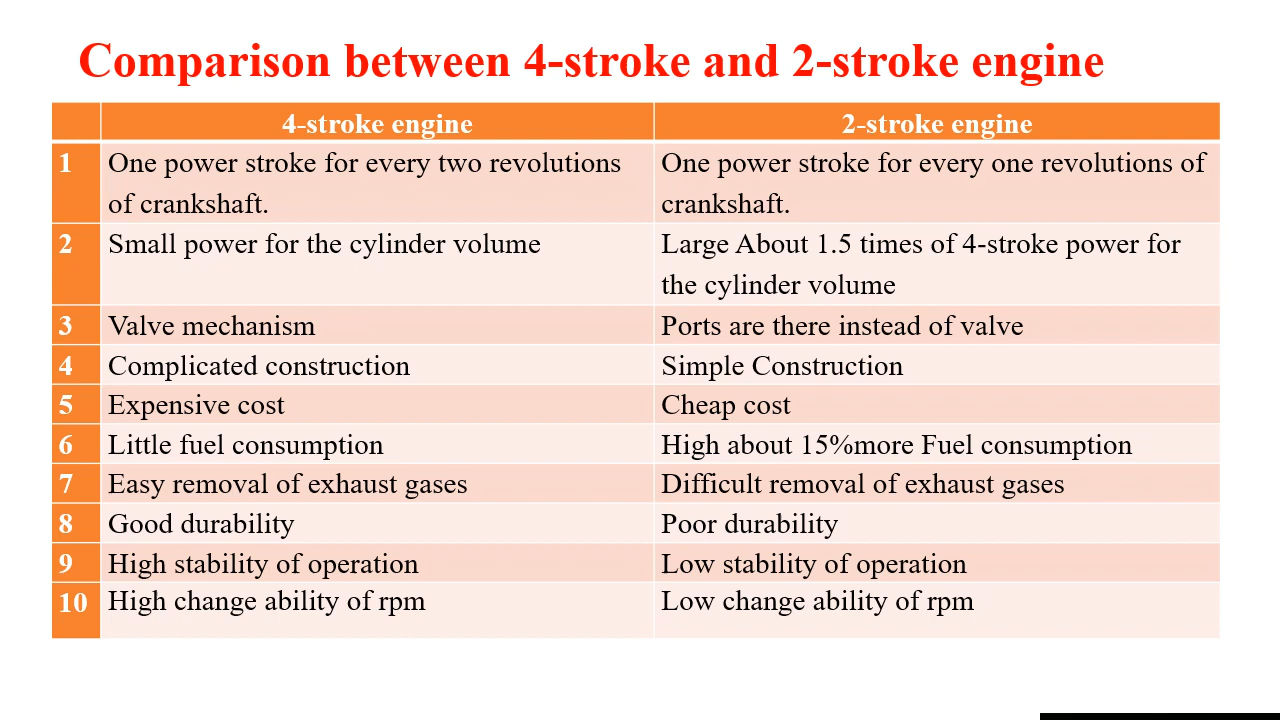 Comparison between 4-stroke and 2-stroke engine
4-stroke engine 2-stroke engine
1 One power stroke for every two revolutions of crankshaft. One power stroke for every one revolutions of crankshaft.
2 Small power for the cylinder volume Large About 1.5 times of 4-stroke power for the cylinder volume
3 Valve mechanism Ports are there instead of valve
4 Complicated construction Simple Construction
5 Expensive cost Cheap cost
6 Little fuel consumption High about 15%more Fuel consumption
7 Easy removal of exhaust gases Difficult removal of exhaust gases
8 Good durability Poor durability
9 High stability of operation Low stability of operation
10 High change ability of rpm Low change ability of rpm